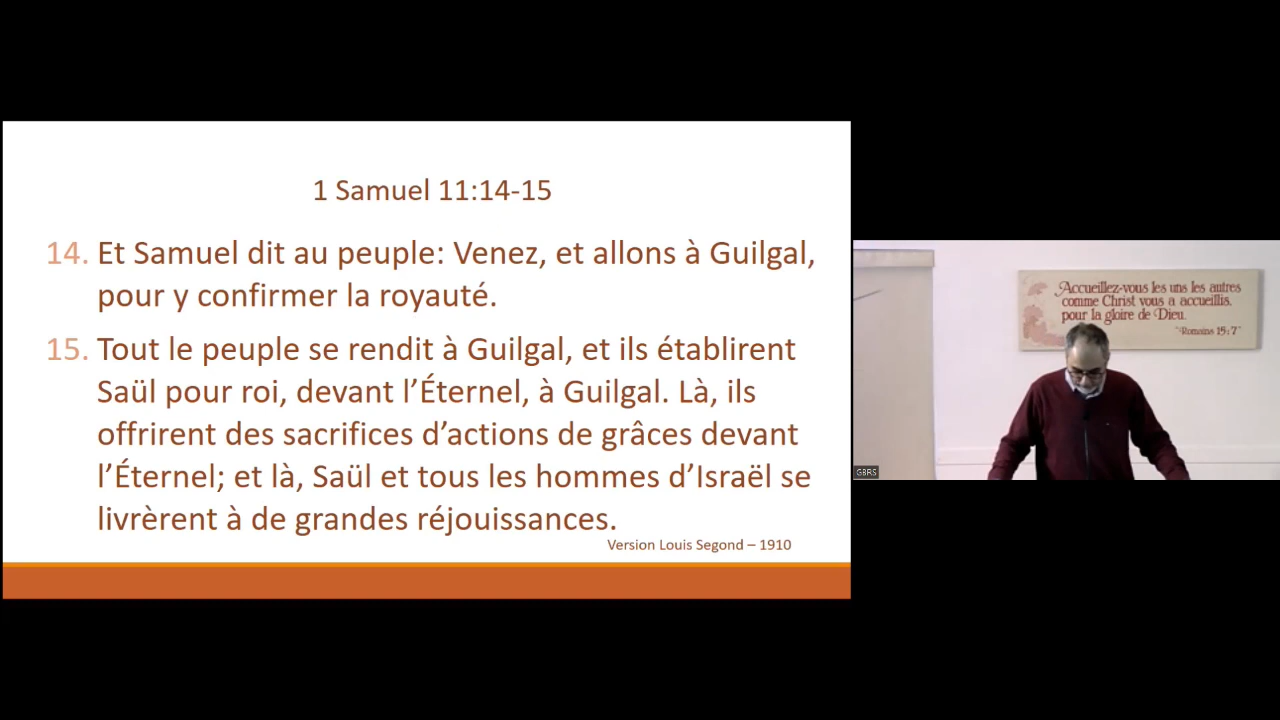 1 Samuel 11:14-15
14. Et Samuel dit au peuple: Venez, et allons à Guilgal,
pour y confirmer la royauté.
15. Tout le peuple se rendit à Guilgal, et ils établirent
Saül pour roi, devant l’Éternel, à Guilgal. Là, ils
offrirent des sacrifices d’actions de grâces devant
l’Éternel; et là, Saül et tous les hommes d’Israël se
livrèrent à de grandes réjouissances.
Version Louis Segond – 1910
Accueillez-vous les uns les autres
comme Christ vous a accueillis,
pour la gloire de Dieu.
"Romains 15:7"
GBRS